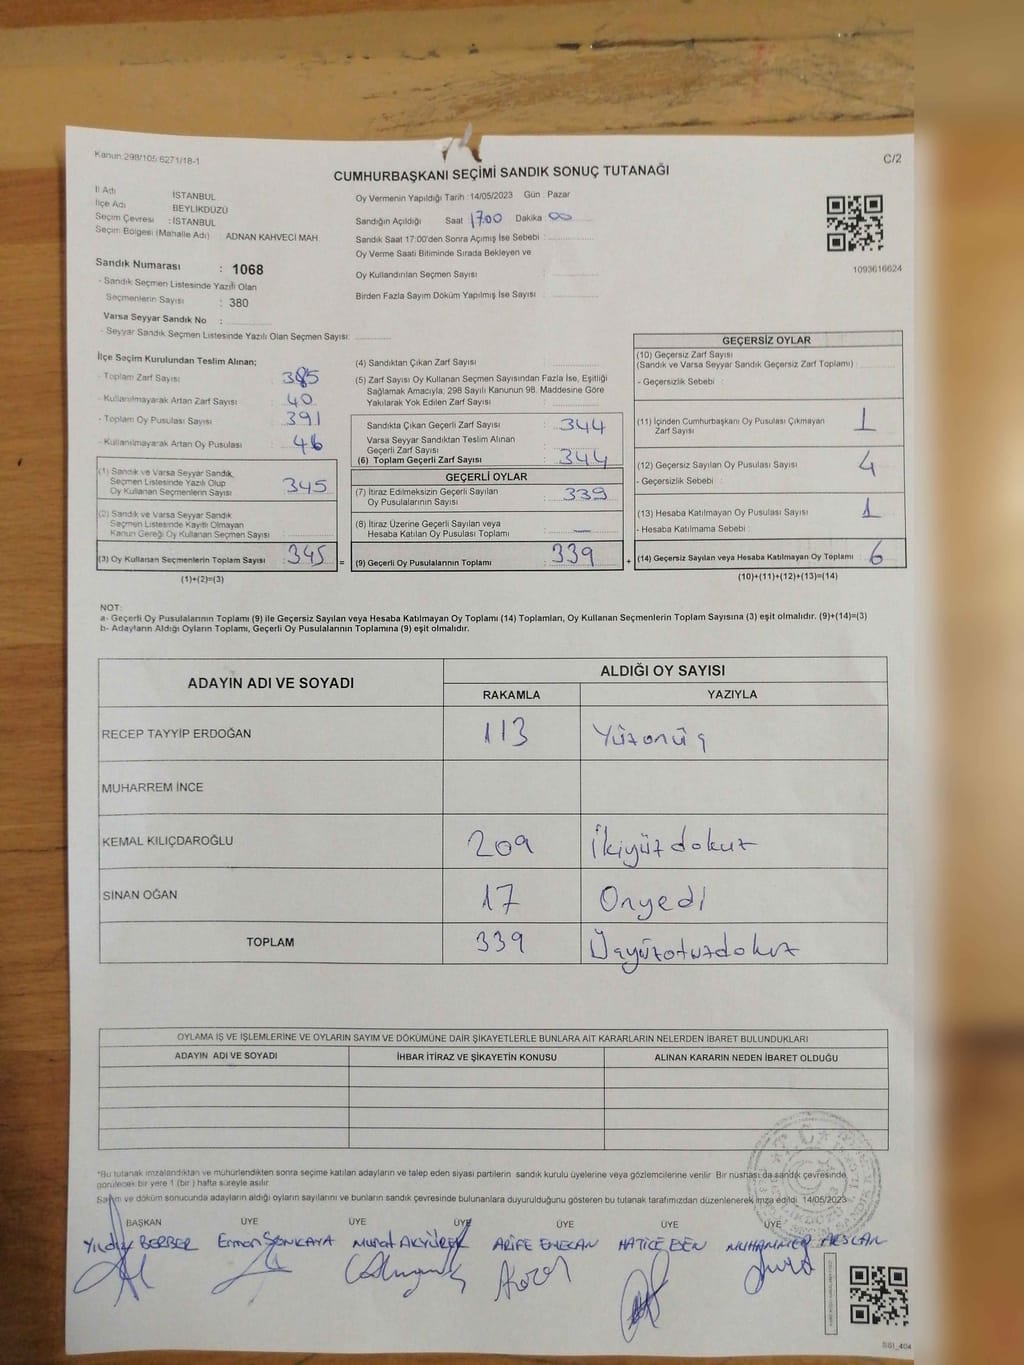 Kanun:298/105;6271/18-1
C/2
CUMHURBAŞKANI SEÇİMİ SANDIK SONUÇ TUTANAĞI
İl Adı İSTANBUL
İlçe Adı BEYLİKDÜZÜ
Seçim Çevresi : İSTANBUL
Seçim Bölgesi (Mahalle Adı) ADNAN KAHVECİ MAH
Sandık Numarası : 1068
- Sandık Seçmen Listesinde Yazılı Olan
Seçmenlerin Sayısı : 380
Varsa Seyyar Sandık No :
- Seyyar Sandık Seçmen Listesinde Yazılı Olan Seçmen Sayısı:
Oy Vermenin Yapıldığı Tarih : 14/05/2023 Gün : Pazar
Sandığın Açıldığı Saat 17.00 Dakika 00
Sandık Saat 17:00'den Sonra Açımış İse Sebebi :
Oy Verme Saati Bitiminde Sırada Bekleyen ve
Oy Kullandırılan Seçmen Sayısı
Birden Fazla Sayım Döküm Yapılmış İse Sayısı
1093616624
İlçe Seçim Kurulundan Teslim Alınan;
- Toplam Zarf Sayısı 385
- Kullanılmayarak Artan Zarf Sayısı 40
- Toplam Oy Pusulası Sayısı 391
- Kullanılmayarak Artan Oy Pusulası 46
(1) Sandık ve Varsa Seyyar Sandık
Seçmen Listesinde Yazılı Olup
Oy Kullanan Seçmenlerin Sayısı 345
(2) Sandık ve Varsa Seyyar Sandık
Seçmen Listesinde Kayıtlı Olmayan
Kanun Gereği Oy Kullanan Seçmen Sayısı :
(3) Oy Kullanan Seçmenlerin Toplam Sayısı 345 =
(1)+(2)=(3)
(4) Sandıktan Çıkan Zarf Sayısı
(5) Zarf Sayısı Oy Kullanan Seçmen Sayısından Fazla İse, Eşitliği
Sağlamak Amacıyla; 298 Sayılı Kanunun 98. Maddesine Göre
Yakılarak Yok Edilen Zarf Sayısı
Sandıkta Çıkan Geçerli Zarf Sayısı 344
Varsa Seyyar Sandıktan Teslim Alınan
Geçerli Zarf Sayısı
(6) Toplam Geçerli Zarf Sayısı 344
GEÇERLİ OYLAR
(7) İtiraz Edilmeksizin Geçerli Sayılan
Oy Pusulalarının Sayısı 339
(8) İtiraz Üzerine Geçerli Sayılan veya
Hesaba Katılan Oy Pusulası Toplamı —
(9) Geçerli Oy Pusulalarının Toplamı 339 +
GEÇERSİZ OYLAR
(10) Geçersiz Zarf Sayısı
(Sandık ve Varsa Seyyar Sandık Geçersiz Zarf Toplamı)
- Geçersizlik Sebebi :
(11) İçinden Cumhurbaşkanı Oy Pusulası Çıkmayan
Zarf Sayısı 1
(12) Geçersiz Sayılan Oy Pusulası Sayısı 4
- Geçersizlik Sebebi :
(13) Hesaba Katılmayan Oy Pusulası Sayısı 1
- Hesaba Katılmama Sebebi :
(14) Geçersiz Sayılan veya Hesaba Katılmayan Oy Toplamı 6
(10)+(11)+(12)+(13)=(14)
NOT:
a- Geçerli Oy Pusulalarının Toplamı (9) ile Geçersiz Sayılan veya Hesaba Katılmayan Oy Toplamı (14) Toplamları, Oy Kullanan Seçmenlerin Toplam Sayısına (3) eşit olmalıdır. (9)+(14)=(3)
b- Adayların Aldığı Oyların Toplamı, Geçerli Oy Pusulalarının Toplamına (9) eşit olmalıdır.
ADAYIN ADI VE SOYADI
ALDIĞI OY SAYISI
RAKAMLA YAZIYLA
RECEP TAYYİP ERDOĞAN 113 Yüzonüç
MUHARREM İNCE
KEMAL KILIÇDAROĞLU 209 İkiyüzdokuz
SİNAN OĞAN 17 Onyedi
TOPLAM 339 Üçyüzotuzdokuz
OYLAMA İŞ VE İŞLEMLERİNE VE OYLARIN SAYIM VE DÖKÜMÜNE DAİR ŞİKAYETLERLE BUNLARA AİT KARARLARIN NELERDEN İBARET BULUNDUKLARI
ADAYIN ADI VE SOYADI İHBAR İTİRAZ VE ŞİKAYETİN KONUSU ALINAN KARARIN NEDEN İBARET OLDUĞU
*Bu tutanak imzalandıktan ve mühürlendikten sonra seçime katılan adayların ve talep eden siyasi partilerin sandık kurulu üyelerine veya gözlemcilerine verilir. Bir nüshası da sandık çevresinde
görülecek bir yere 1 (bir) hafta süreyle asılır.
Sayım ve döküm sonucunda adayların aldığı oyların sayılarını ve bunların sandık çevresinde bulunanlara duyurulduğunu gösteren bu tutanak tarafımızdan düzenlenerek imza edildi. 14/05/2023
BAŞKAN ÜYE ÜYE ÜYE ÜYE ÜYE ÜYE
Yıldız BERBER Erman SONKAYA Murat AKYÜREK ARİFE EMECAN HATİCE ESEN MUHAMMED ARSLAN
SS1_404